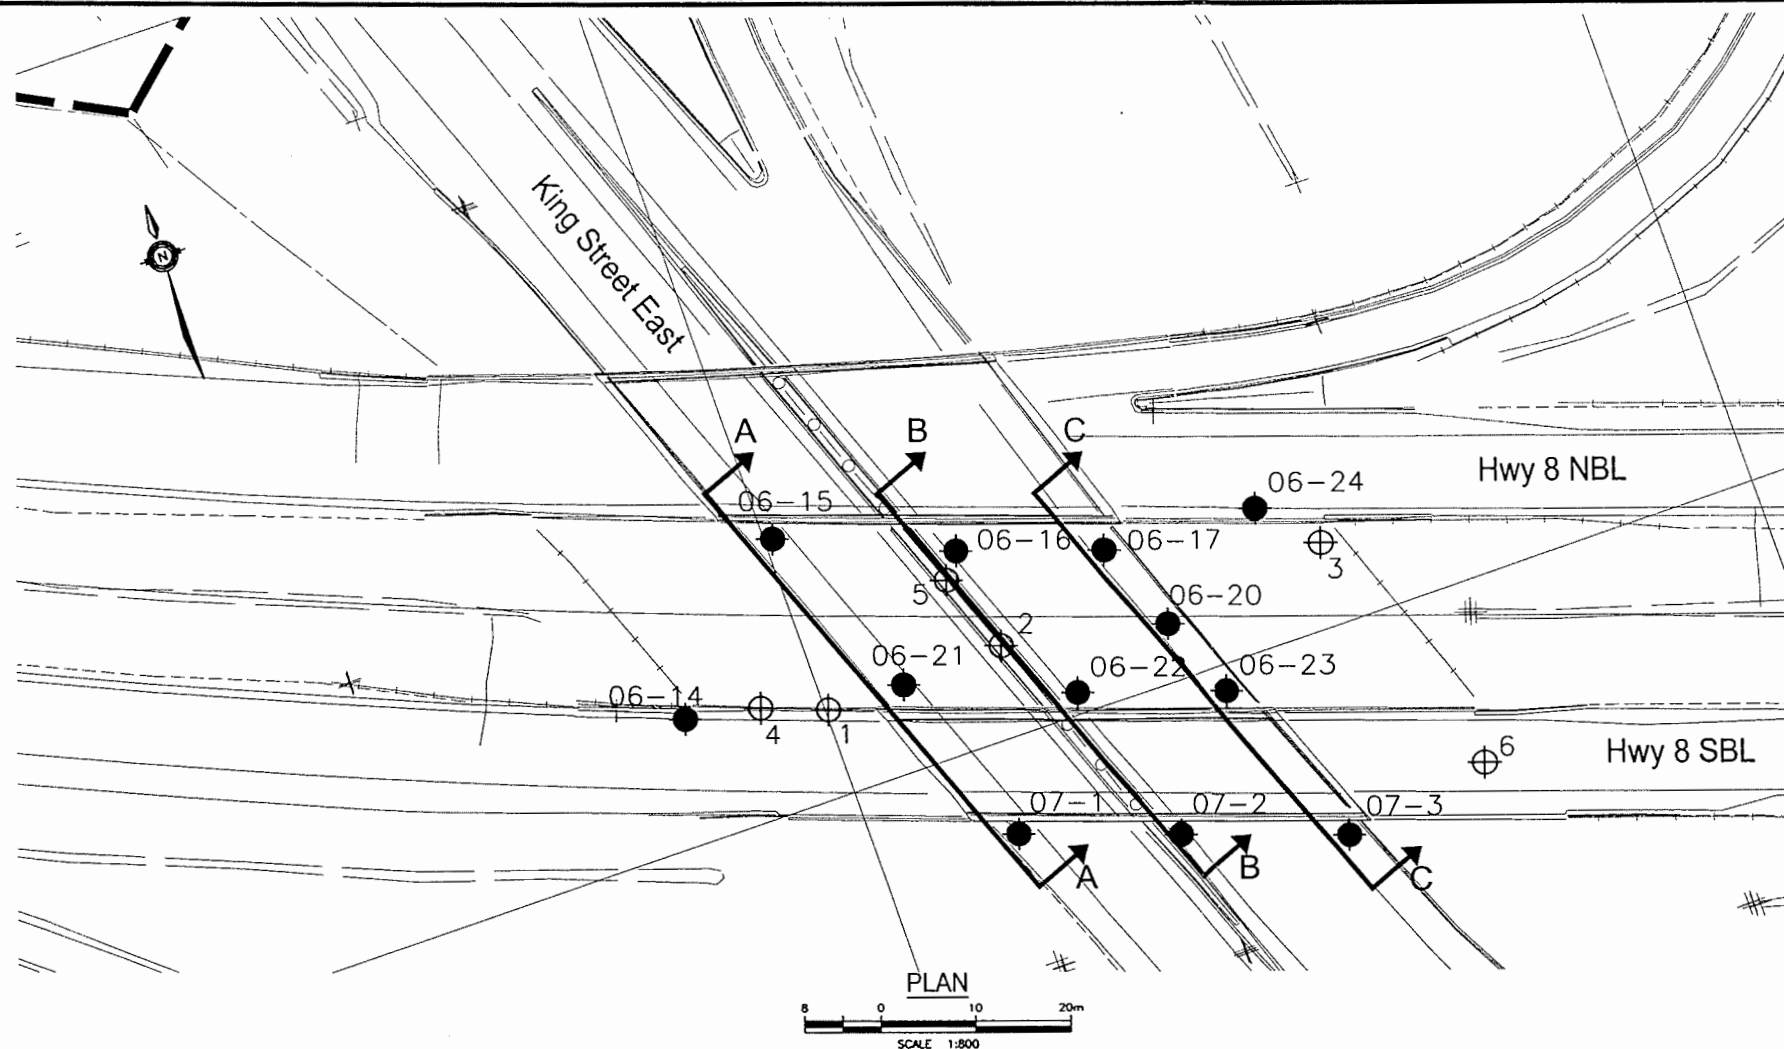 King Street East
N
A
B
C
Hwy 8 NBL
06-24
06-15
06-16
06-17
3
5
06-20
2
06-21
06-22
06-23
06-14
4
1
6
Hwy 8 SBL
07-1
07-2
07-3
A
B
C
PLAN
8 0 10 20m
SCALE 1:800